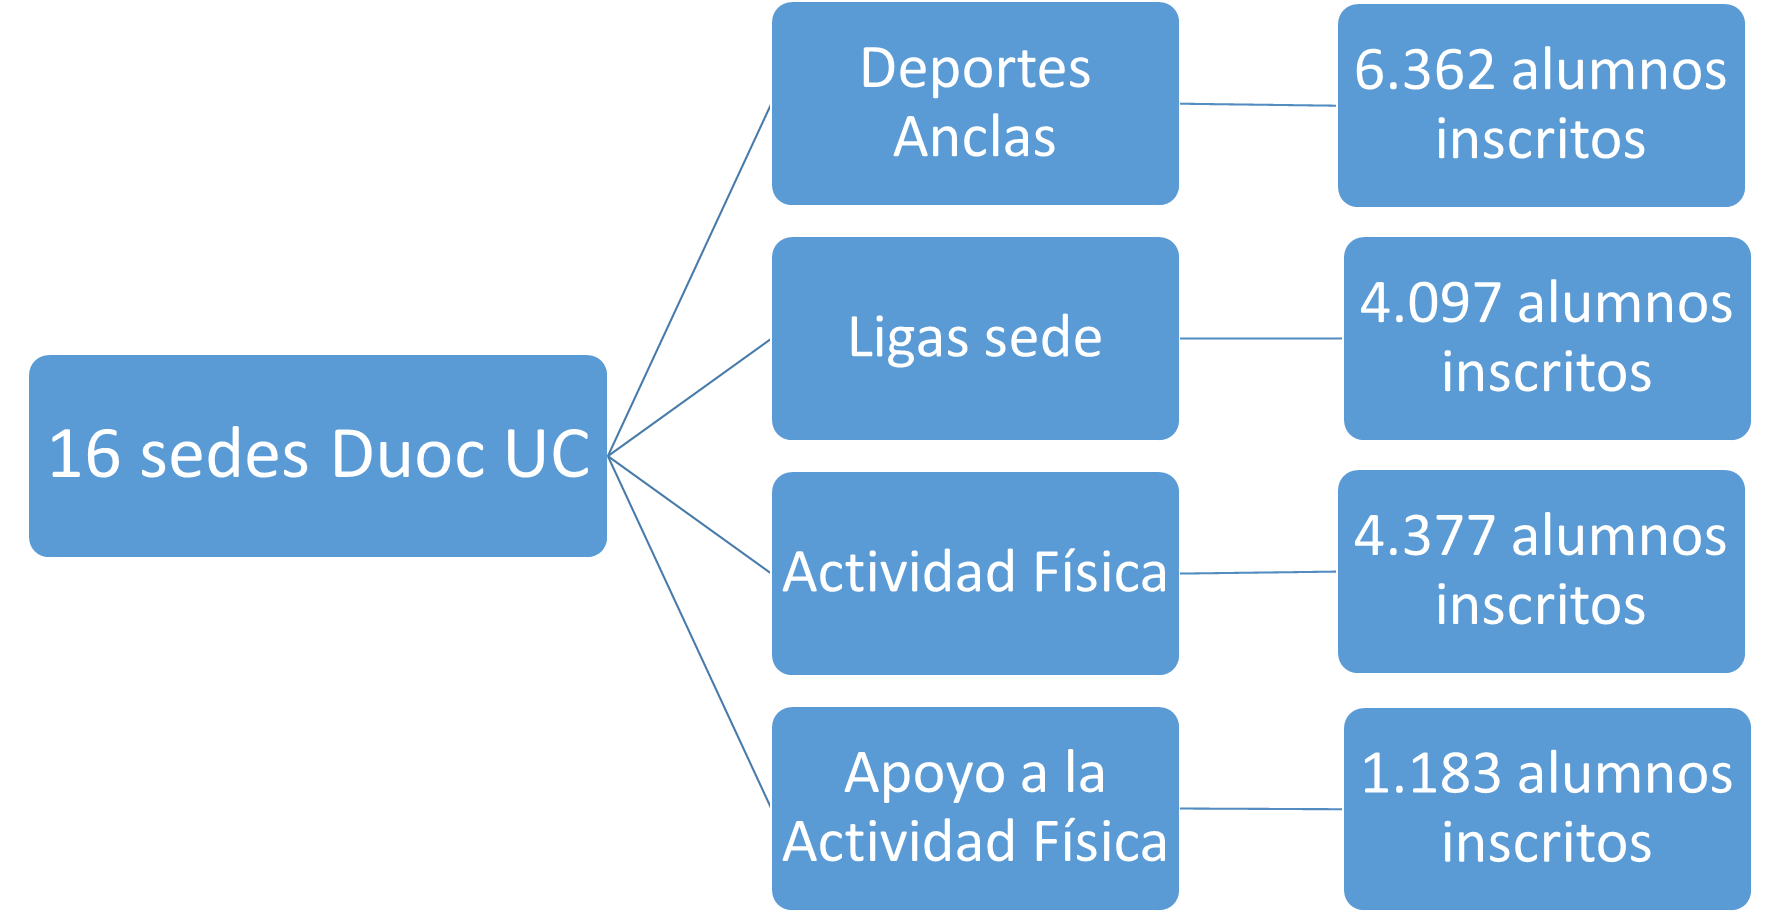 16 sedes Duoc UC
Deportes
Anclas
6.362 alumnos
inscritos
Ligas sede
4.097 alumnos
inscritos
Actividad Física
4.377 alumnos
inscritos
Apoyo a la
Actividad Física
1.183 alumnos
inscritos